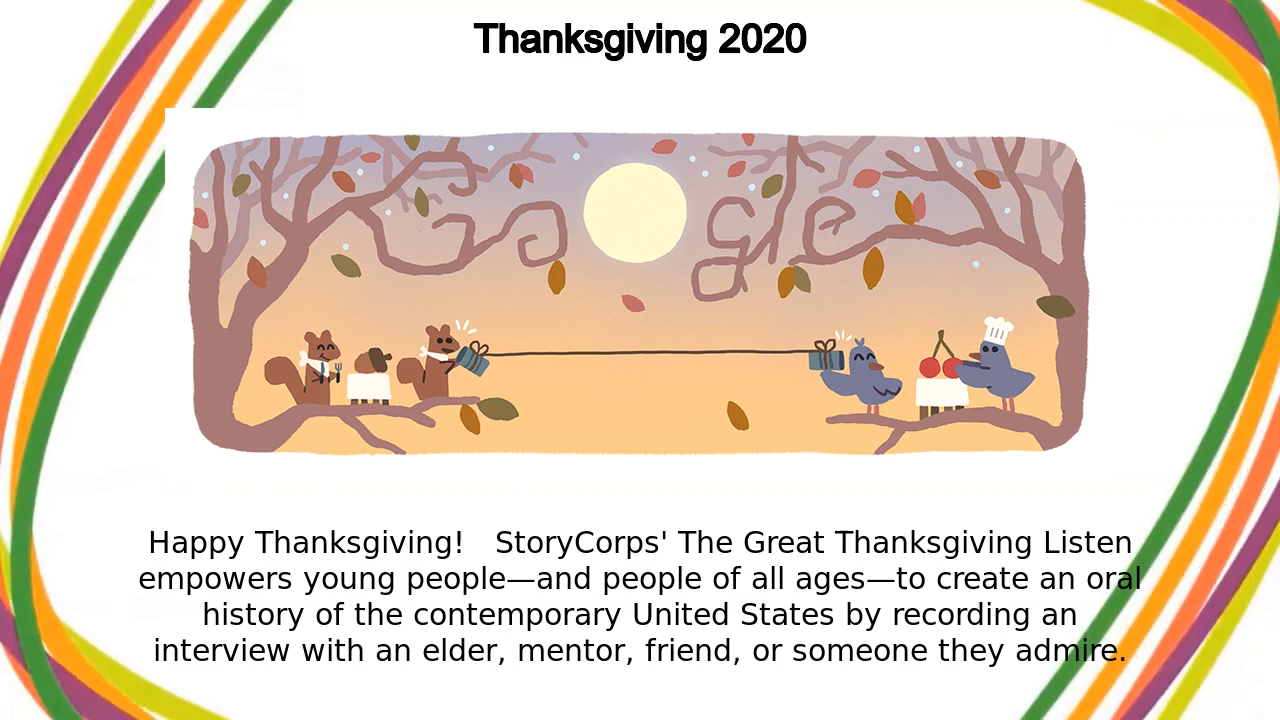 Thanksgiving 2020
Google
Happy Thanksgiving!   StoryCorps' The Great Thanksgiving Listen
empowers young people—and people of all ages—to create an oral
history of the contemporary United States by recording an
interview with an elder, mentor, friend, or someone they admire.